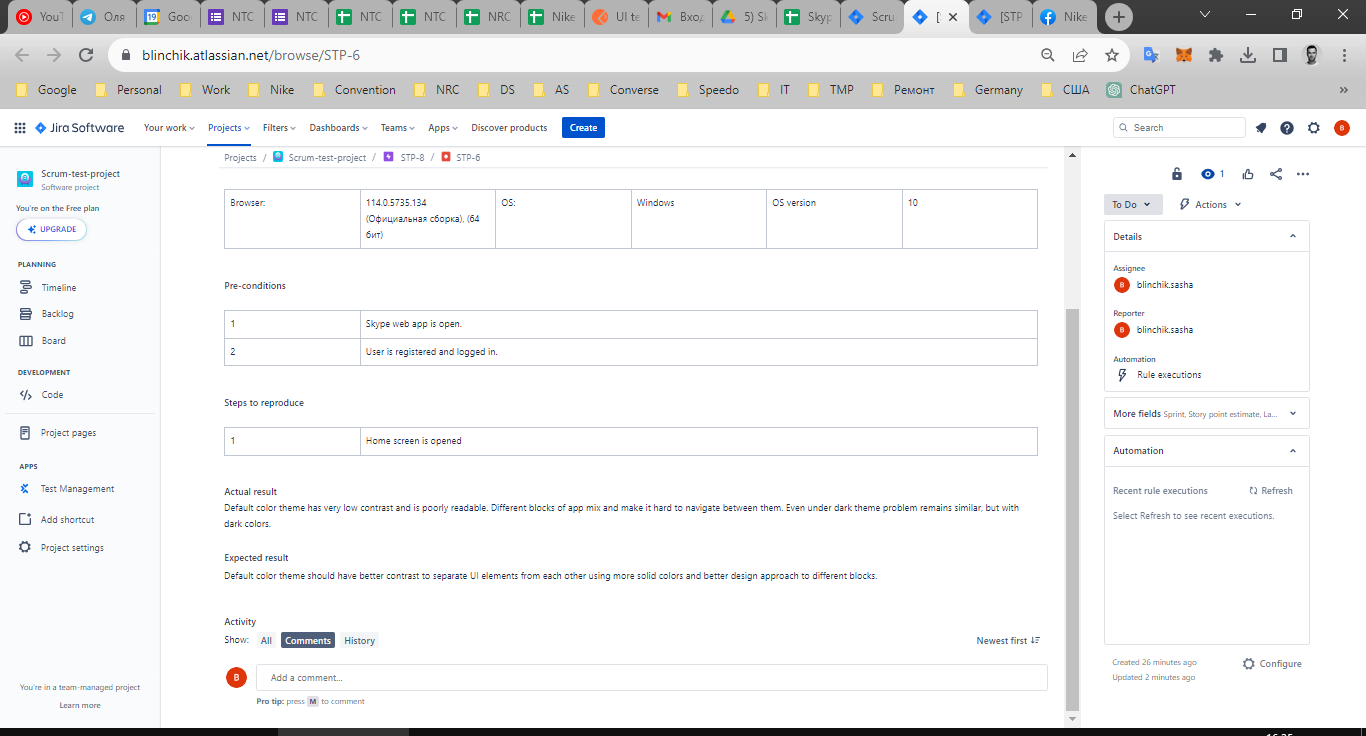 YouT
Оля
Goo
NTC
NTC
NTC
NTC
NRC
Nike
UI te
Вход
5) Sk
Skyp
Scru
[
[STP
Nike
blinchik.atlassian.net/browse/STP-6
Google
Personal
Work
Nike
Convention
NRC
DS
AS
Converse
Speedo
IT
TMP
Ремонт
Germany
США
ChatGPT
»
Jira Software
Your work
Projects
Filters
Dashboards
Teams
Apps
Discover products
Create
Search
B
Scrum-test-project
Software project
You're on the Free plan
UPGRADE
PLANNING
Timeline
Backlog
Board
DEVELOPMENT
Code
Project pages
APPS
Test Management
Add shortcut
Project settings
You're in a team-managed project
Learn more
Projects / Scrum-test-project / STP-8 / STP-6
Browser:
114.0.5735.134
(Официальная сборка), (64
бит)
OS:
Windows
OS version
10
Pre-conditions
1
Skype web app is open.
2
User is registered and logged in.
Steps to reproduce
1
Home screen is opened
Actual result
Default color theme has very low contrast and is poorly readable. Different blocks of app mix and make it hard to navigate between them. Even under dark theme problem remains similar, but with
dark colors.
Expected result
Default color theme should have better contrast to separate UI elements from each other using more solid colors and better design approach to different blocks.
Activity
Show: All Comments History
Newest first
B
Add a comment...
Pro tip: press M to comment
1
To Do
Actions
Details
Assignee
B blinchik.sasha
Reporter
B blinchik.sasha
Automation
Rule executions
More fields Sprint, Story point estimate, La...
Automation
Recent rule executions
Refresh
Select Refresh to see recent executions.
Created 26 minutes ago
Updated 2 minutes ago
Configure